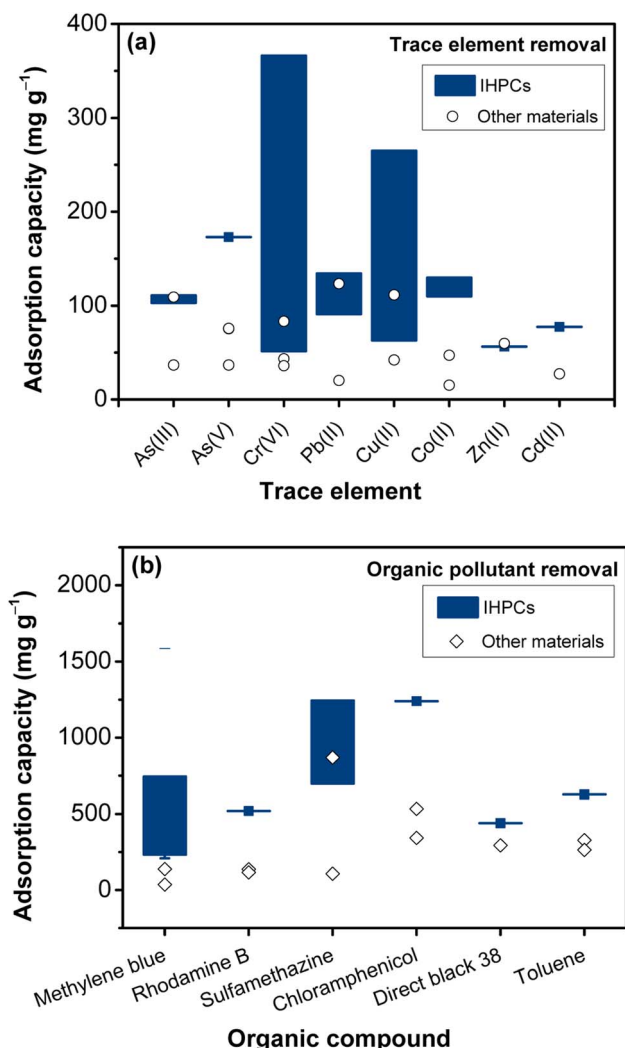 (a)
Trace element removal
IHPCs
Other materials
Adsorption capacity (mg g⁻¹)
400
300
200
100
0
As(III)
As(V)
Cr(VI)
Pb(II)
Cu(II)
Co(II)
Zn(II)
Cd(II)
Trace element
(b)
Organic pollutant removal
IHPCs
Other materials
Adsorption capacity (mg g⁻¹)
2000
1500
1000
500
0
Methylene blue
Rhodamine B
Sulfamethazine
Chloramphenicol
Direct black 38
Toluene
Organic compound